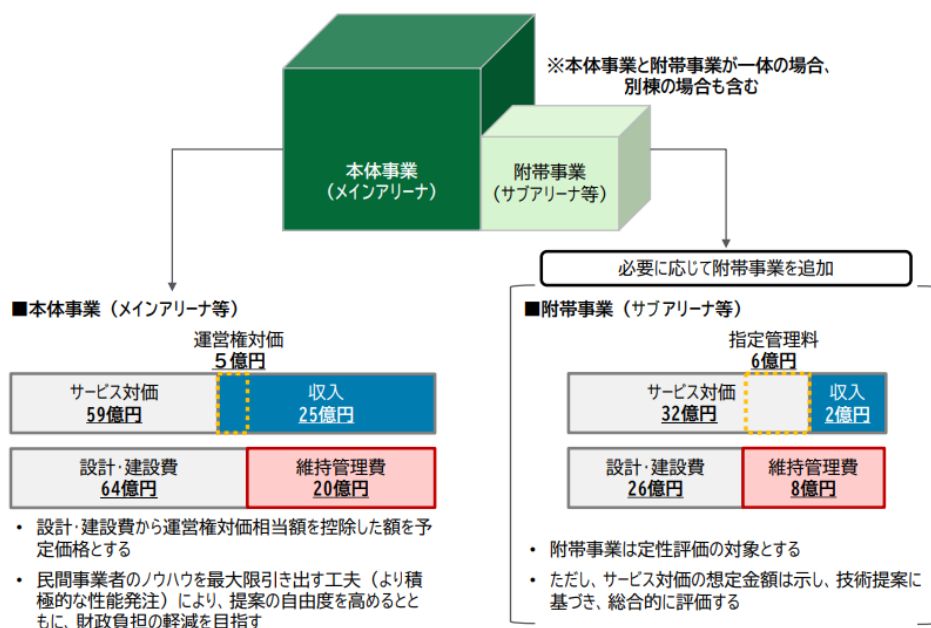 ※本体事業と附帯事業が一体の場合、
別棟の場合も含む
本体事業
（メインアリーナ）
附帯事業
（サブアリーナ等）
必要に応じて附帯事業を追加
■本体事業（メインアリーナ等）
運営権対価
５億円
サービス対価
59億円
収入
25億円
設計・建設費
64億円
維持管理費
20億円
• 設計・建設費から運営権対価相当額を控除した額を予
定価格とする
• 民間事業者のノウハウを最大限引き出す工夫（より積
極的な性能発注）により、提案の自由度を高めるとと
もに、財政負担の軽減を目指す
■附帯事業（サブアリーナ等）
指定管理料
6億円
サービス対価
32億円
収入
2億円
設計・建設費
26億円
維持管理費
8億円
• 附帯事業は定性評価の対象とする
• ただし、サービス対価の想定金額は示し、技術提案に
基づき、総合的に評価する